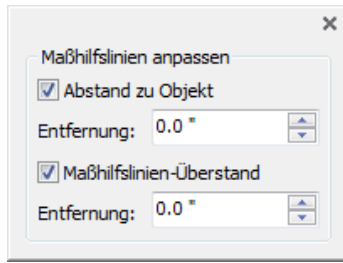 Maßhilfslinien anpassen
Abstand zu Objekt
Entfernung: 0.0 "
Maßhilfslinien-Überstand
Entfernung: 0.0 "